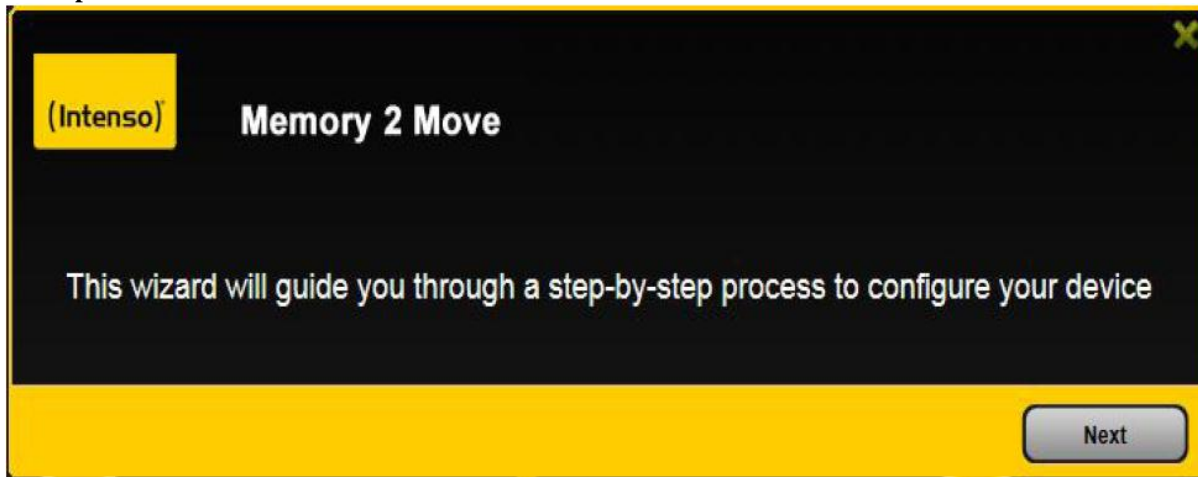 (Intenso)
Memory 2 Move
This wizard will guide you through a step-by-step process to configure your device
Next